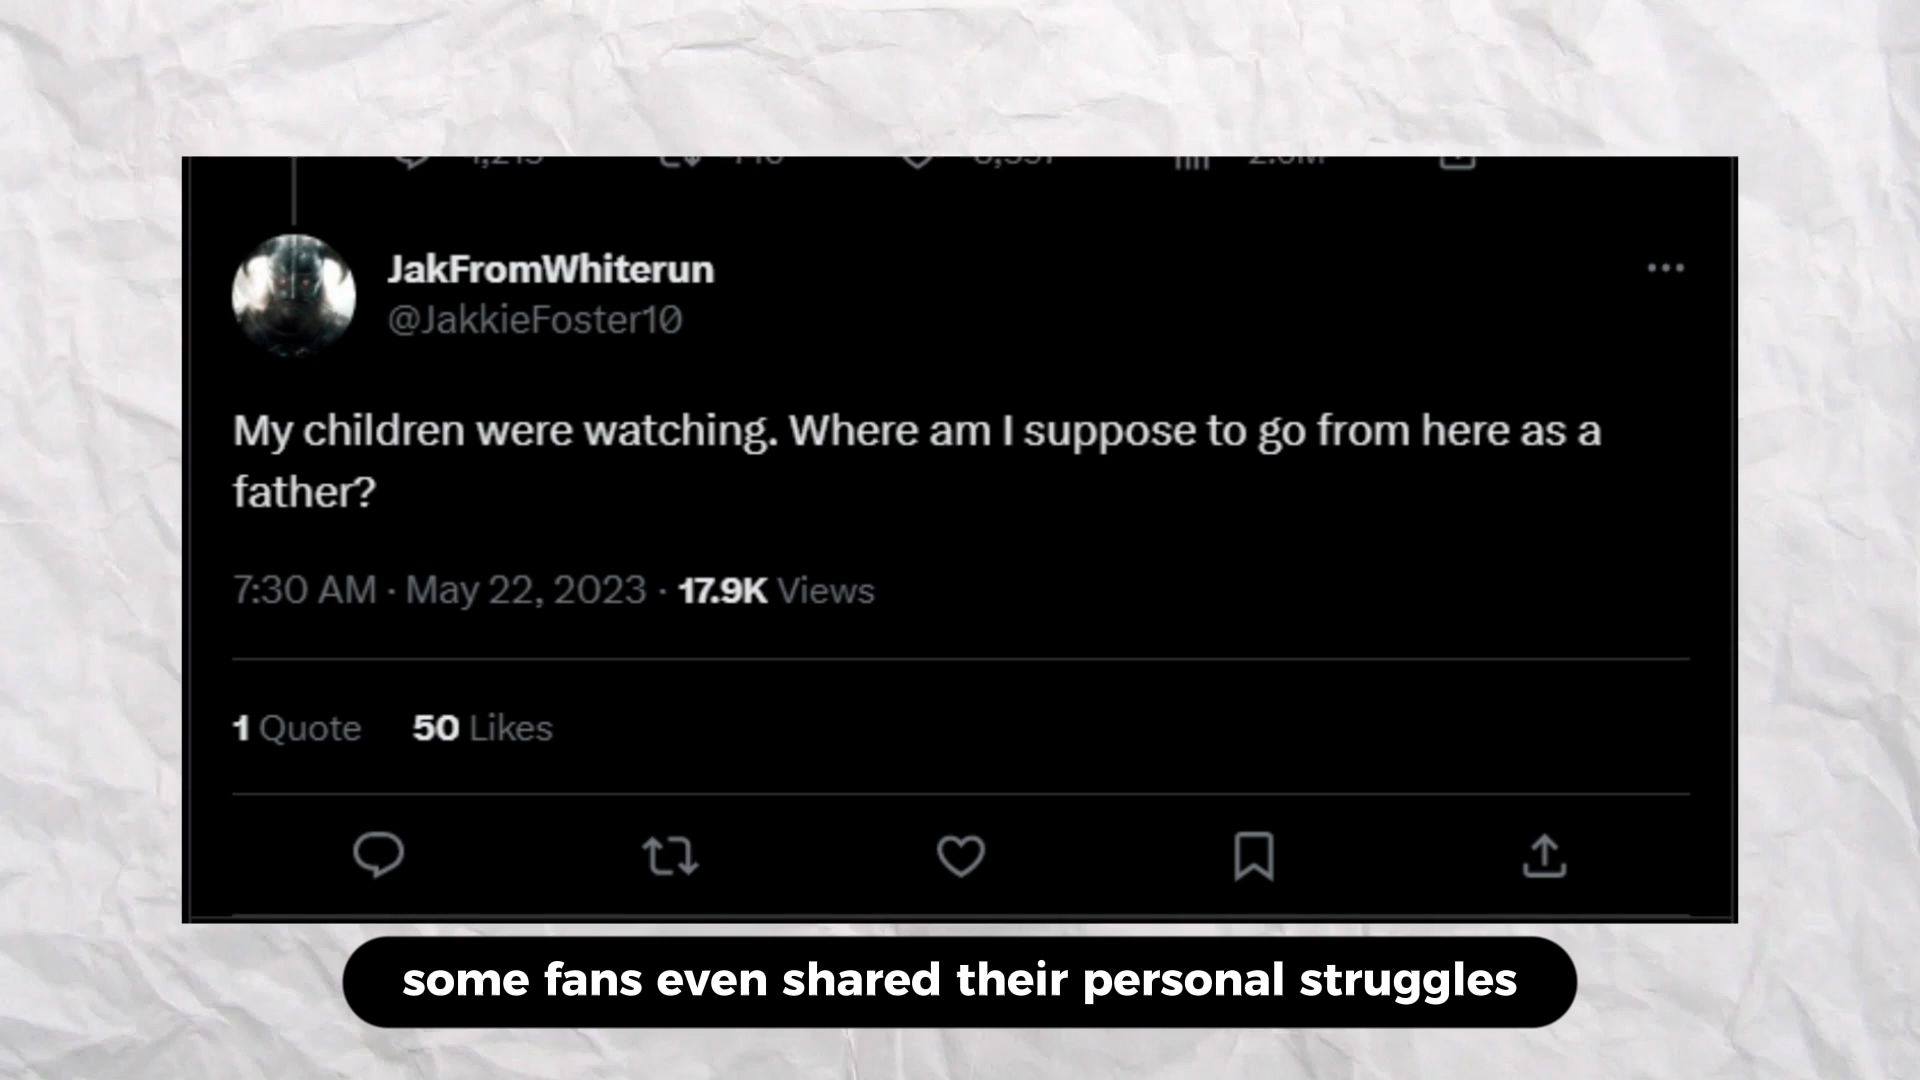 JakFromWhiterun
@JakkieFoster10
My children were watching. Where am I suppose to go from here as a
father?
7:30 AM · May 22, 2023 · 17.9K Views
1 Quote 50 Likes
some fans even shared their personal struggles